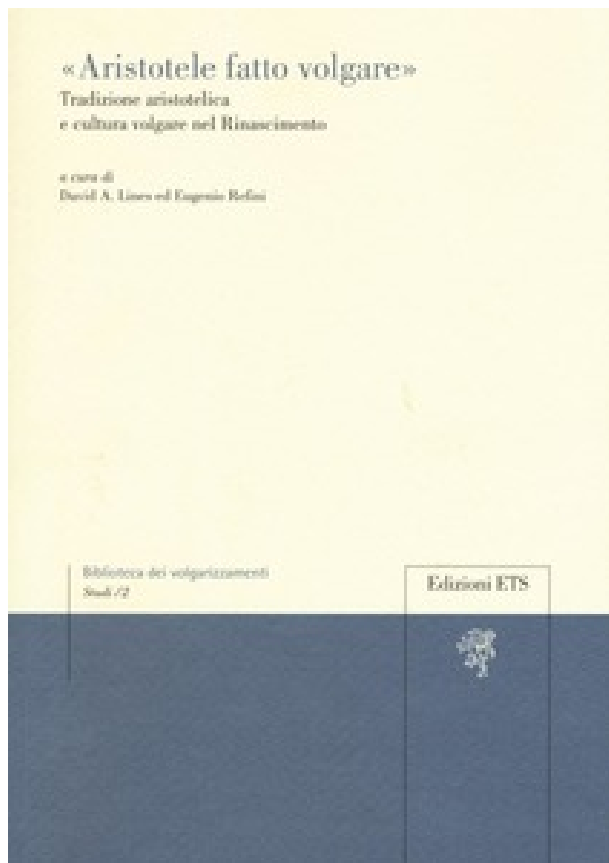 «Aristotele fatto volgare»
Tradizione aristotelica
e cultura volgare nel Rinascimento
a cura di
David A. Lines ed Eugenio Refini
Biblioteca dei volgarizzamenti
Studi /2
Edizioni ETS